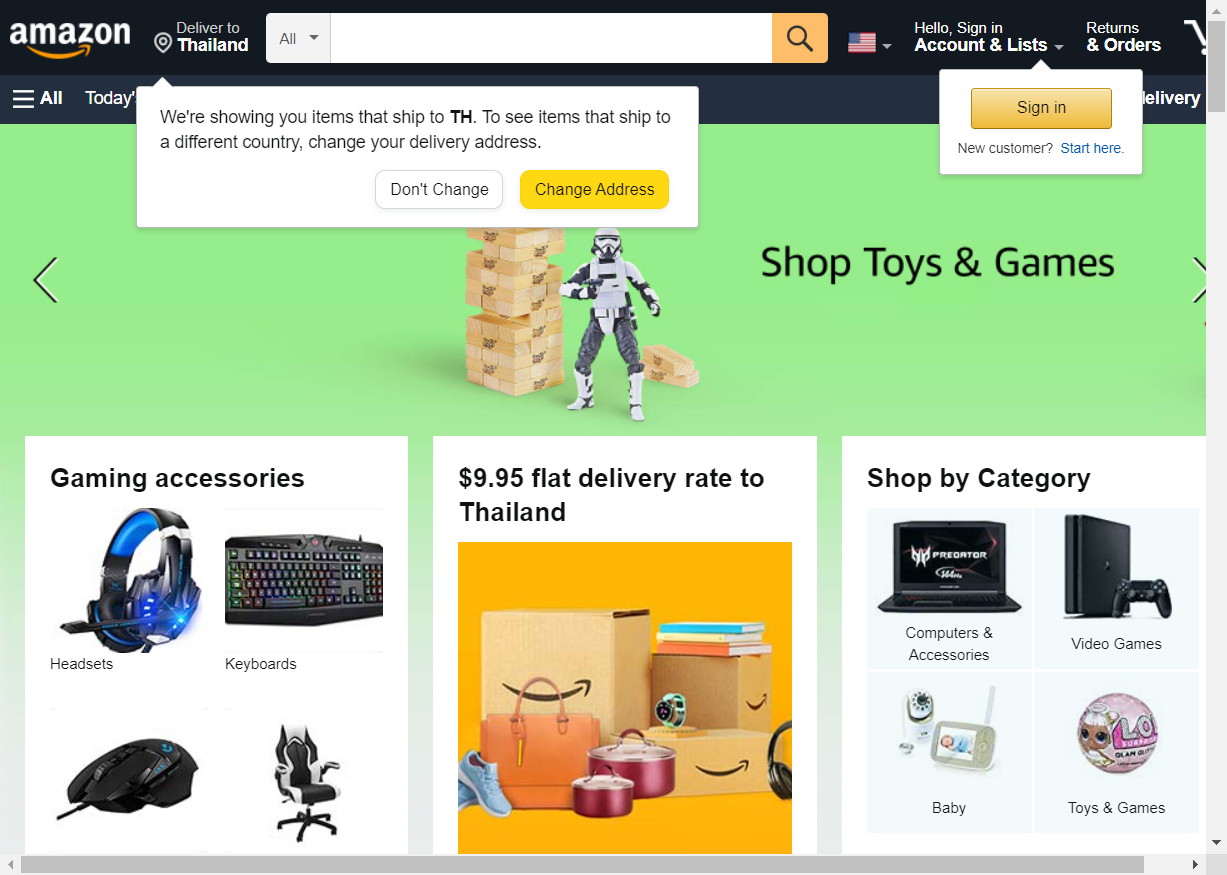 amazon
Deliver to
Thailand
All
Hello, Sign in
Account & Lists
Returns
& Orders
All
Today'
elivery
We're showing you items that ship to TH. To see items that ship to
a different country, change your delivery address.
Don't Change
Change Address
Sign in
New customer? Start here.
Shop Toys & Games
Gaming accessories
Headsets
Keyboards
$9.95 flat delivery rate to
Thailand
Shop by Category
PREDATOR
144Hz
Computers &
Accessories
Video Games
Baby
L.O.L
SURPRISE
Toys & Games